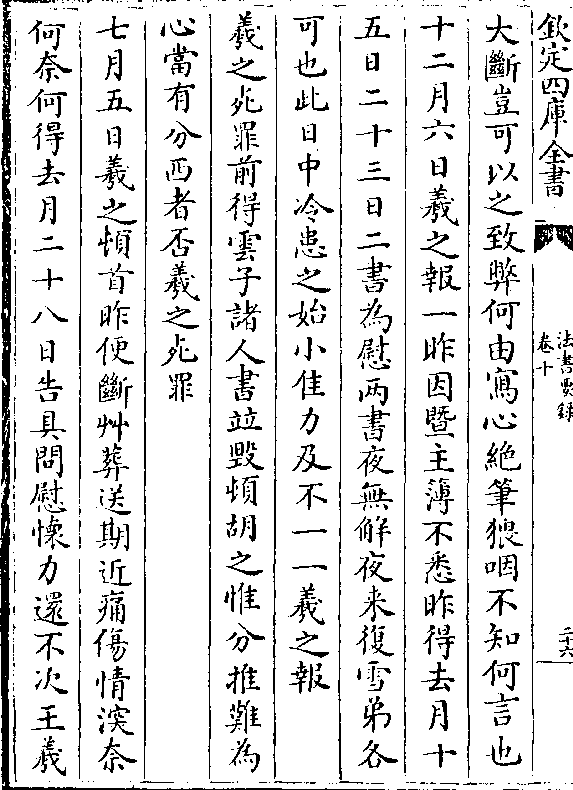 欽定四庫全書
法書要録
卷十
二十六
大斷豈可以之致弊何由寫心絶筆猥咽不知何言也
十二月六日羲之報一昨因暨主薄不悉昨得去月十
五日二十三日二書為慰兩書夜無解夜来復雪弟各
可也此日中冷患之始小佳力及不一一羲之報
羲之死罪前得雲子諸人書並毀頓胡之惟分推難為
心當有分西者否羲之死罪
七月五日羲之頓首昨便斷艸葬送期近痛傷情深奈
何奈何得去月二十八日告具問慰懷力還不次王羲